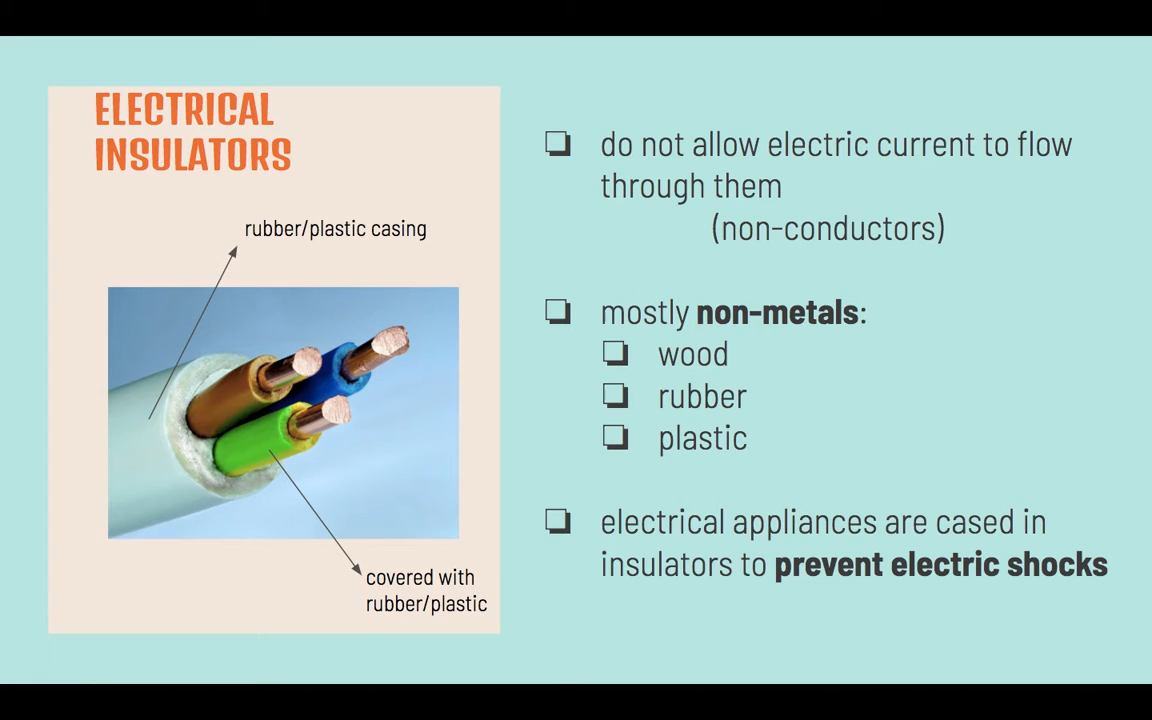 ELECTRICAL
INSULATORS
rubber/plastic casing
covered with
rubber/plastic
do not allow electric current to flow
through them
(non-conductors)
mostly non-metals:
wood
rubber
plastic
electrical appliances are cased in
insulators to prevent electric shocks